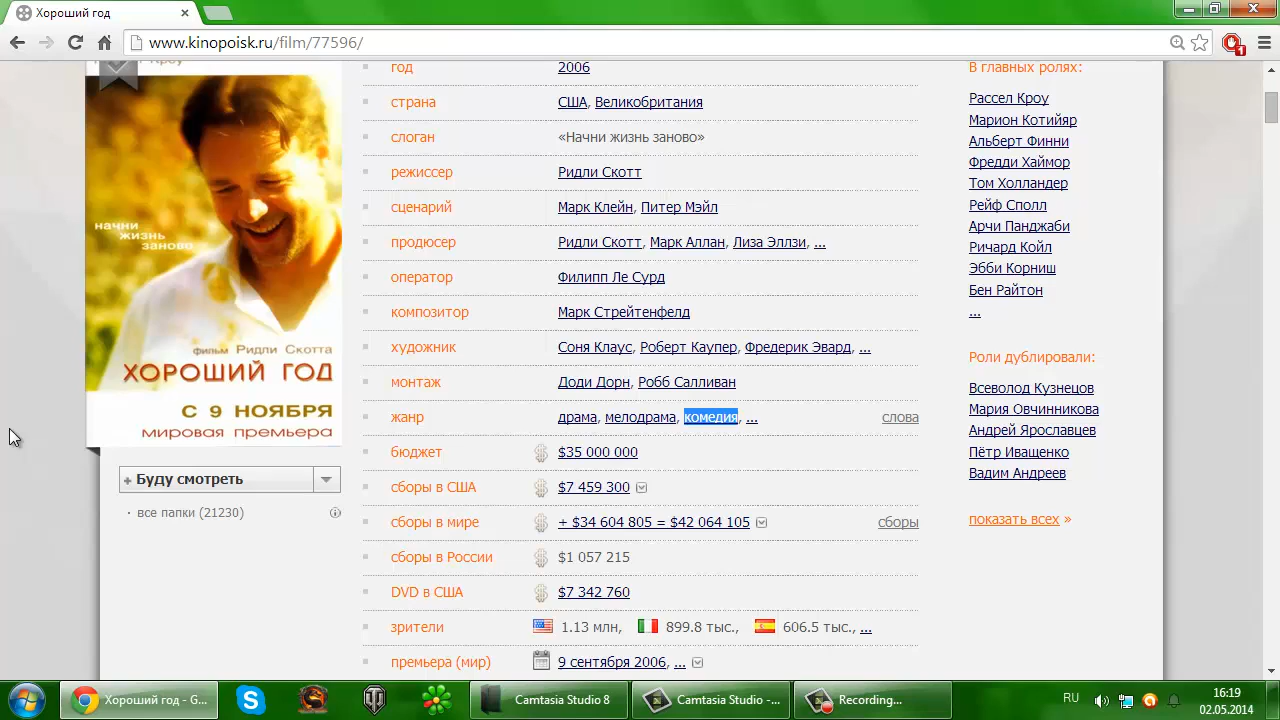 Хороший год
www.kinopoisk.ru/film/77596/
1
начни
жизнь
заново
фильм Ридли Скотта
ХОРОШИЙ ГОД
С 9 НОЯБРЯ
мировая премьера
Буду смотреть
все папки (21230)
год 2006
страна США, Великобритания
слоган «Начни жизнь заново»
режиссер Ридли Скотт
сценарий Марк Клейн, Питер Мэйл
продюсер Ридли Скотт, Марк Аллан, Лиза Эллзи, ...
оператор Филипп Ле Сурд
композитор Марк Стрейтенфелд
художник Соня Клаус, Роберт Каупер, Фредерик Эвард, ...
монтаж Доди Дорн, Робб Салливан
жанр драма, мелодрама, комедия, ... слова
бюджет $35 000 000
сборы в США $7 459 300
сборы в мире + $34 604 805 = $42 064 105 сборы
сборы в России $1 057 215
DVD в США $7 342 760
зрители 1.13 млн, 899.8 тыс., 606.5 тыс., ...
премьера (мир) 9 сентября 2006, ...
В главных ролях:
Рассел Кроу
Марион Котийяр
Альберт Финни
Фредди Хаймор
Том Холландер
Рейф Сполл
Арчи Панджаби
Ричард Койл
Эбби Корниш
Бен Райтон
...
Роли дублировали:
Всеволод Кузнецов
Мария Овчинникова
Андрей Ярославцев
Пётр Иващенко
Вадим Андреев
показать всех »
Хороший год - G...
Camtasia Studio 8
Camtasia Studio -...
Recording...
RU
16:19
02.05.2014